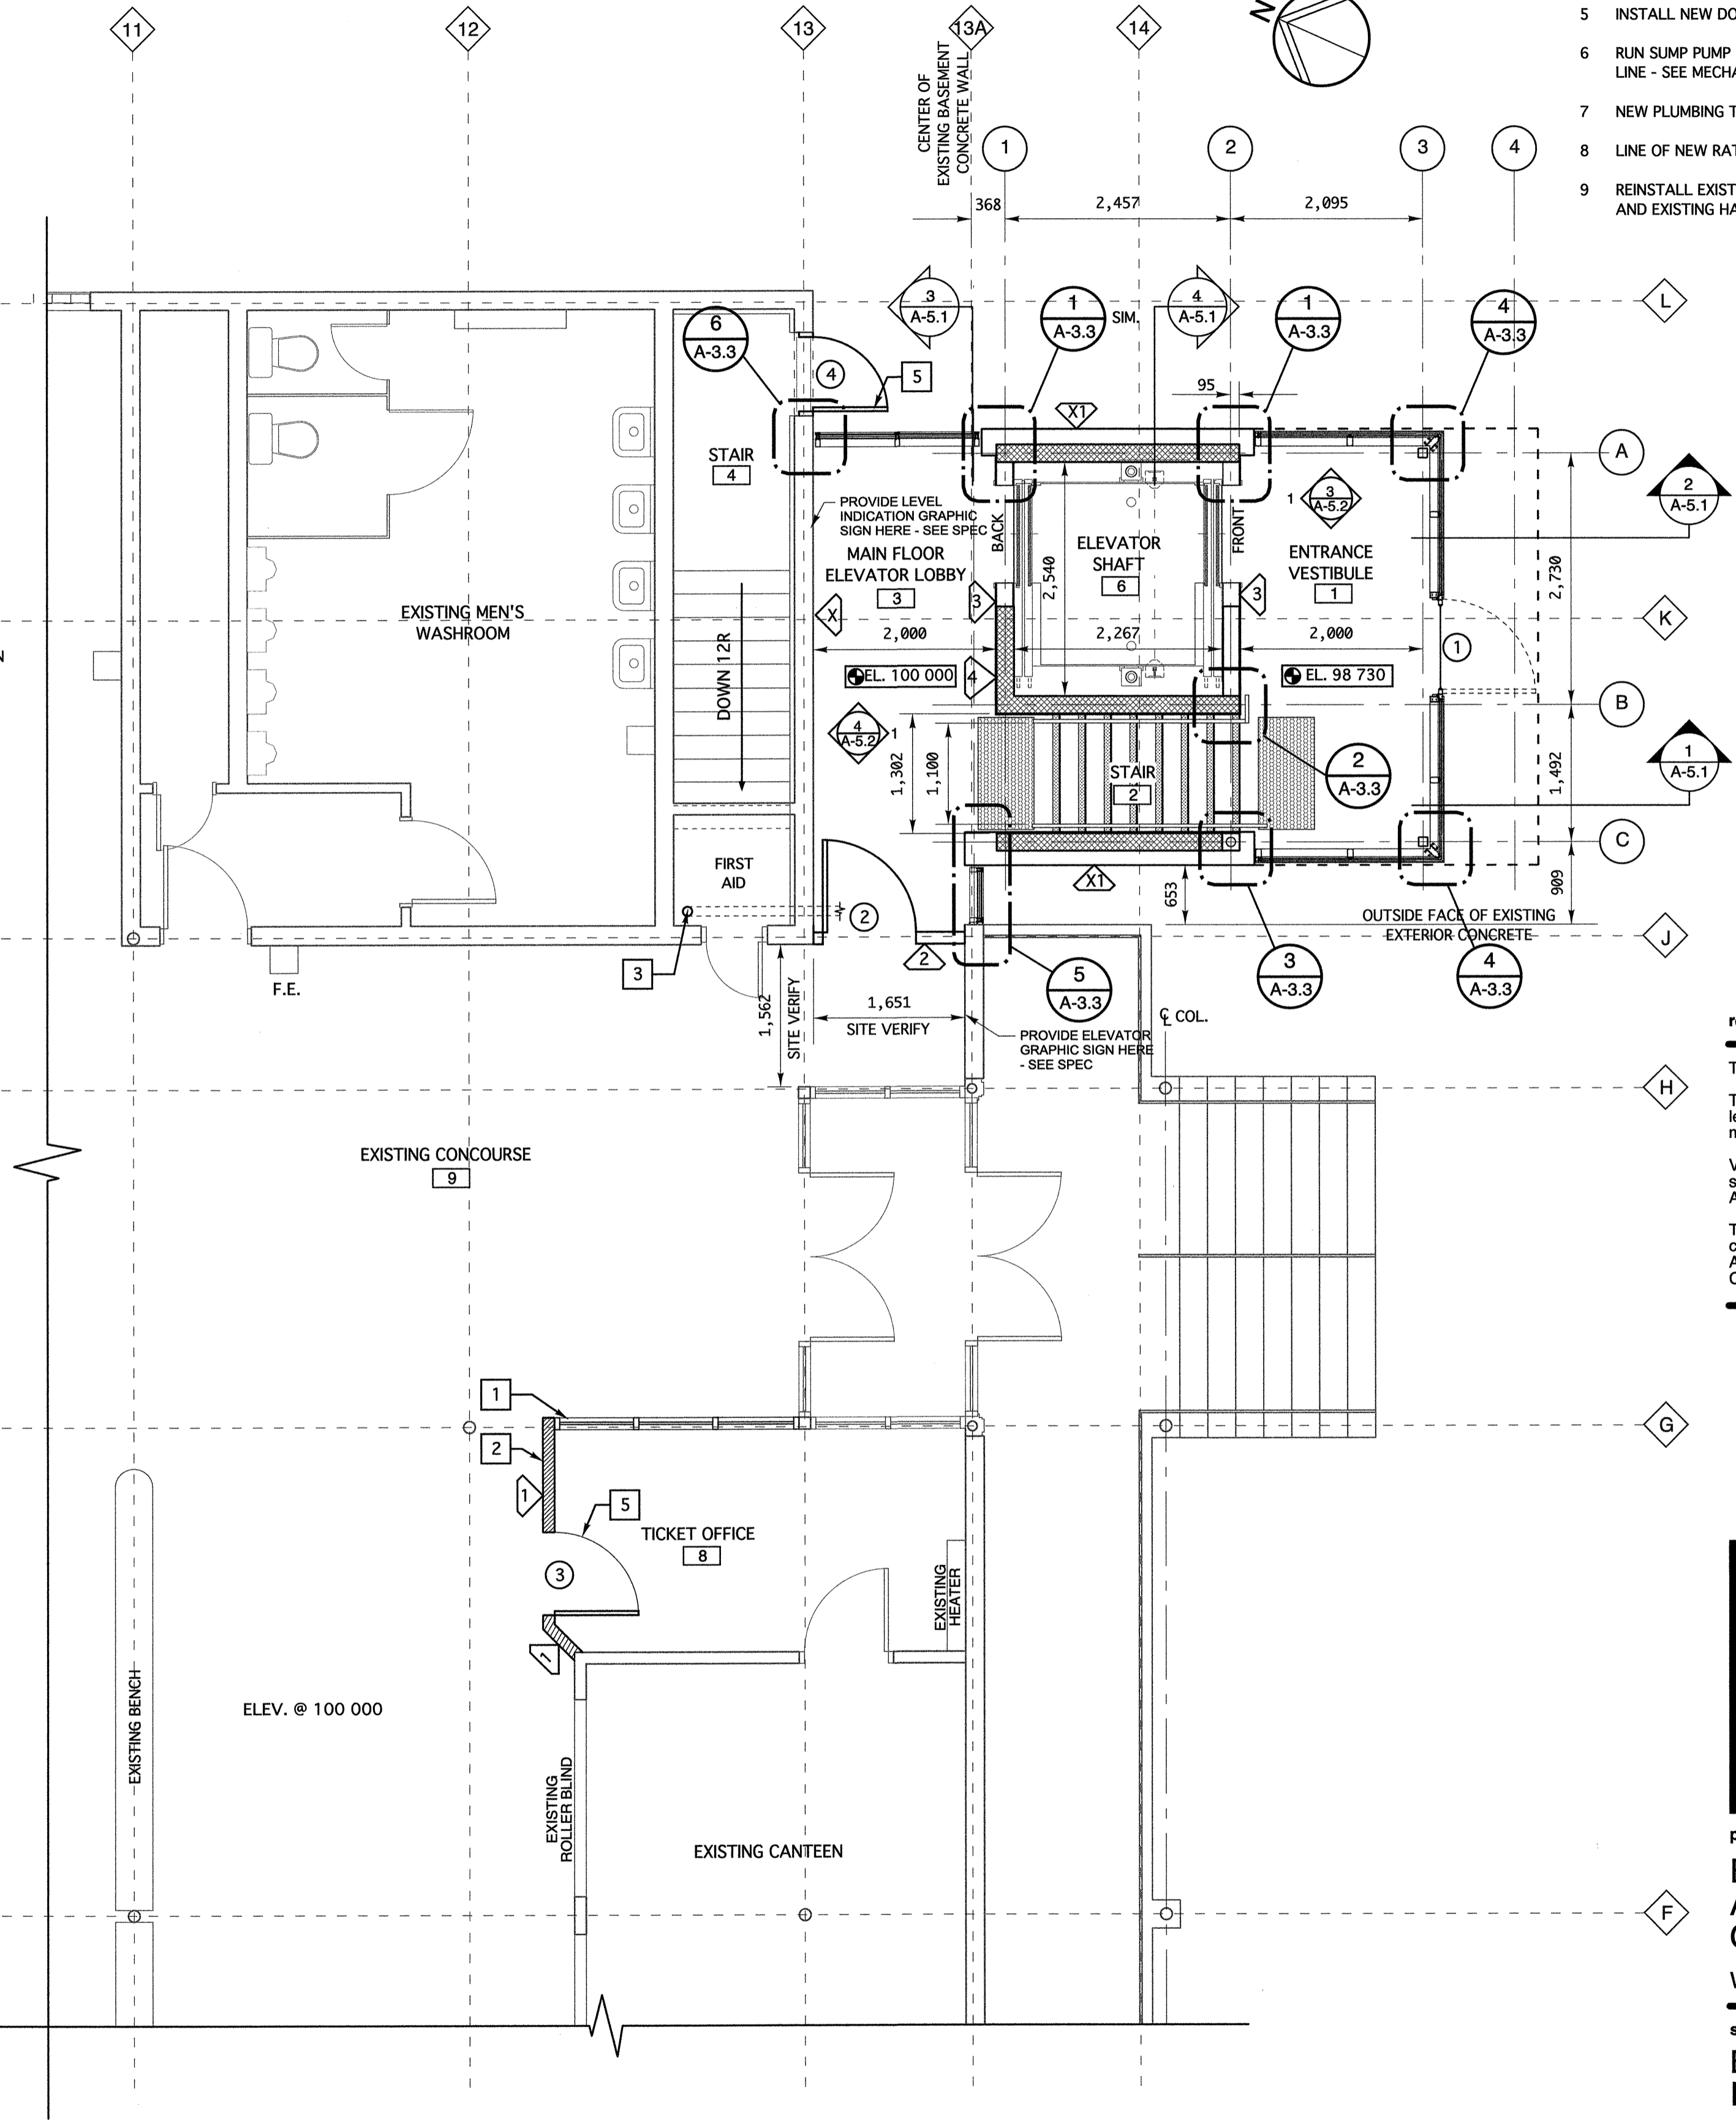 11
12
13
13A
14
N
5 INSTALL NEW DO
6 RUN SUMP PUMP
LINE - SEE MECHA
7 NEW PLUMBING T
8 LINE OF NEW RAT
9 REINSTALL EXIST
AND EXISTING HA
CENTER OF
EXISTING BASEMENT
CONCRETE WALL
1
2
3
4
368
2,457
2,095
L
3
A-5.1
1
A-3.3
SIM.
4
A-5.1
1
A-3.3
4
A-3.3
6
A-3.3
4
5
95
X1
A
STAIR
4
PROVIDE LEVEL
INDICATION GRAPHIC
SIGN HERE - SEE SPEC
BACK
FRONT
1
3
A-5.2
2
A-5.1
MAIN FLOOR
ELEVATOR LOBBY
3
ELEVATOR
SHAFT
6
ENTRANCE
VESTIBULE
1
2,540
2,730
EXISTING MEN'S
WASHROOM
X
3
3
K
2,000
2,267
2,000
1
DOWN 12R
EL. 100 000
4
EL. 98 730
B
4
A-5.2
1
1,302
1,100
STAIR
2
2
A-3.3
1,492
1
A-5.1
C
FIRST
AID
X1
653
909
2
OUTSIDE FACE OF EXISTING
EXTERIOR CONCRETE
J
2
3
F.E.
5
A-3.3
3
A-3.3
4
A-3.3
1,562
SITE VERIFY
1,651
SITE VERIFY
CL COL.
PROVIDE ELEVATOR
GRAPHIC SIGN HERE
- SEE SPEC
H
EXISTING CONCOURSE
9
1
G
2
1
5
TICKET OFFICE
8
3
EXISTING
HEATER
1
EXISTING BENCH
ELEV. @ 100 000
EXISTING
ROLLER BLIND
EXISTING CANTEEN
F